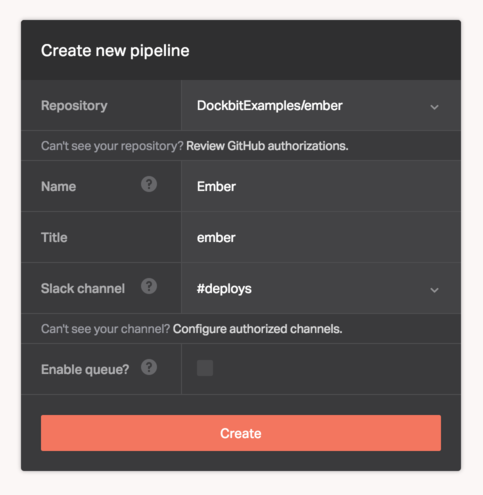 Create new pipeline
Repository DockbitExamples/ember
Can't see your repository? Review GitHub authorizations.
Name ? Ember
Title ember
Slack channel ? #deploys
Can't see your channel? Configure authorized channels.
Enable queue? ?
Create